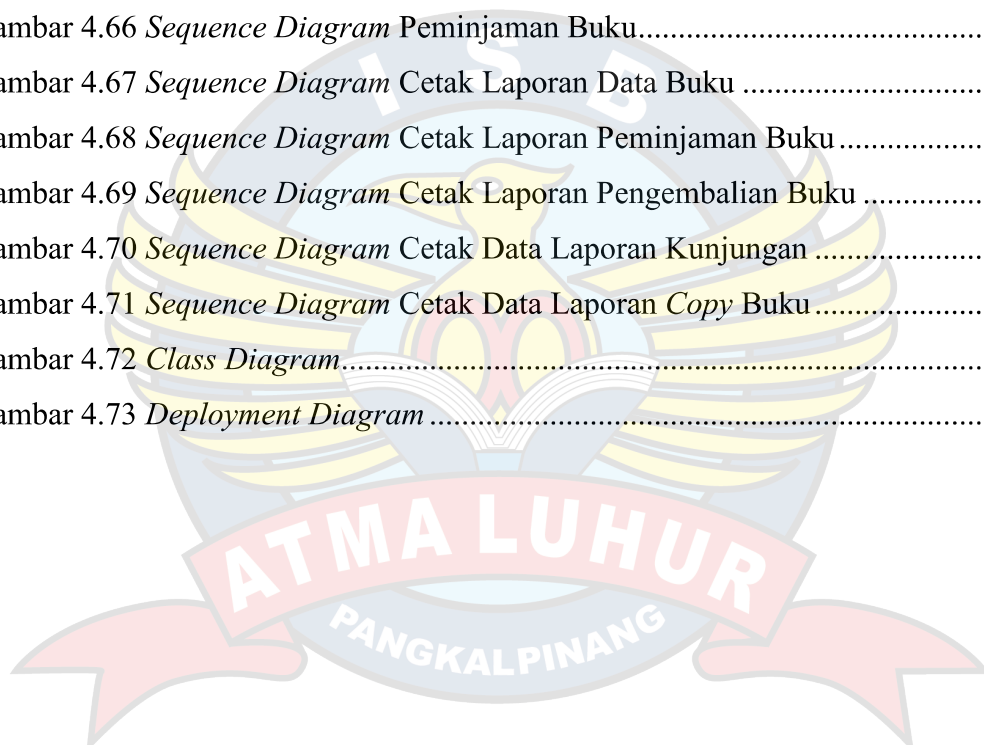 ambar 4.66 Sequence Diagram Peminjaman Buku..........................................
ambar 4.67 Sequence Diagram Cetak Laporan Data Buku ..............................
ambar 4.68 Sequence Diagram Cetak Laporan Peminjaman Buku..................
ambar 4.69 Sequence Diagram Cetak Laporan Pengembalian Buku ...............
ambar 4.70 Sequence Diagram Cetak Data Laporan Kunjungan .....................
ambar 4.71 Sequence Diagram Cetak Data Laporan Copy Buku.....................
ambar 4.72 Class Diagram................................................................................
ambar 4.73 Deployment Diagram .....................................................................
I S B
ATMA LUHUR
PANGKALPINANG